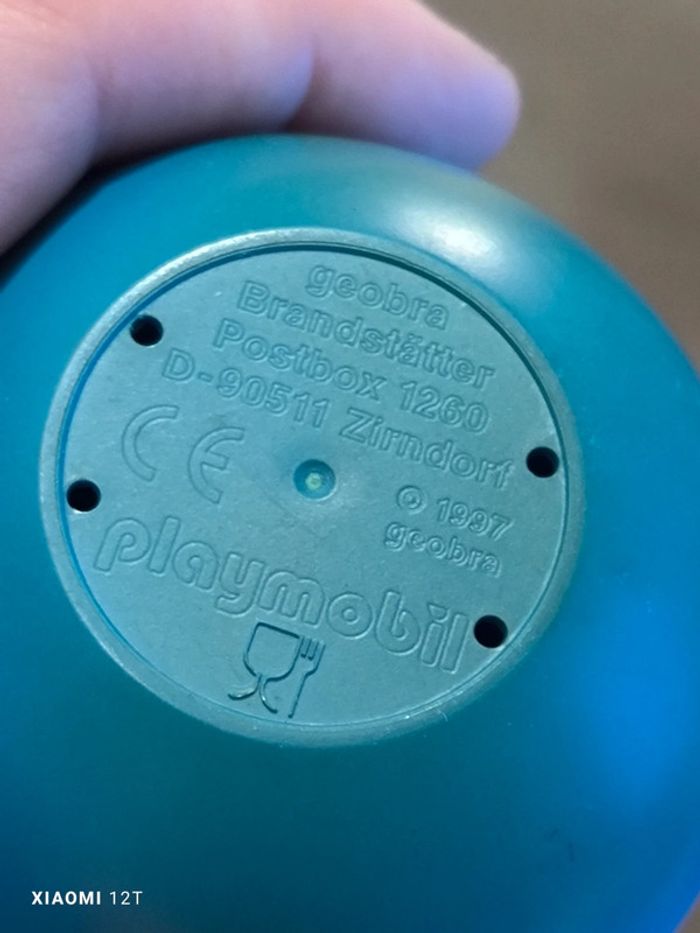 geobra
Brandstätter
Postbox 1260
D-90511 Zirndorf
CE
© 1997
geobra
playmobil
XIAOMI 12T